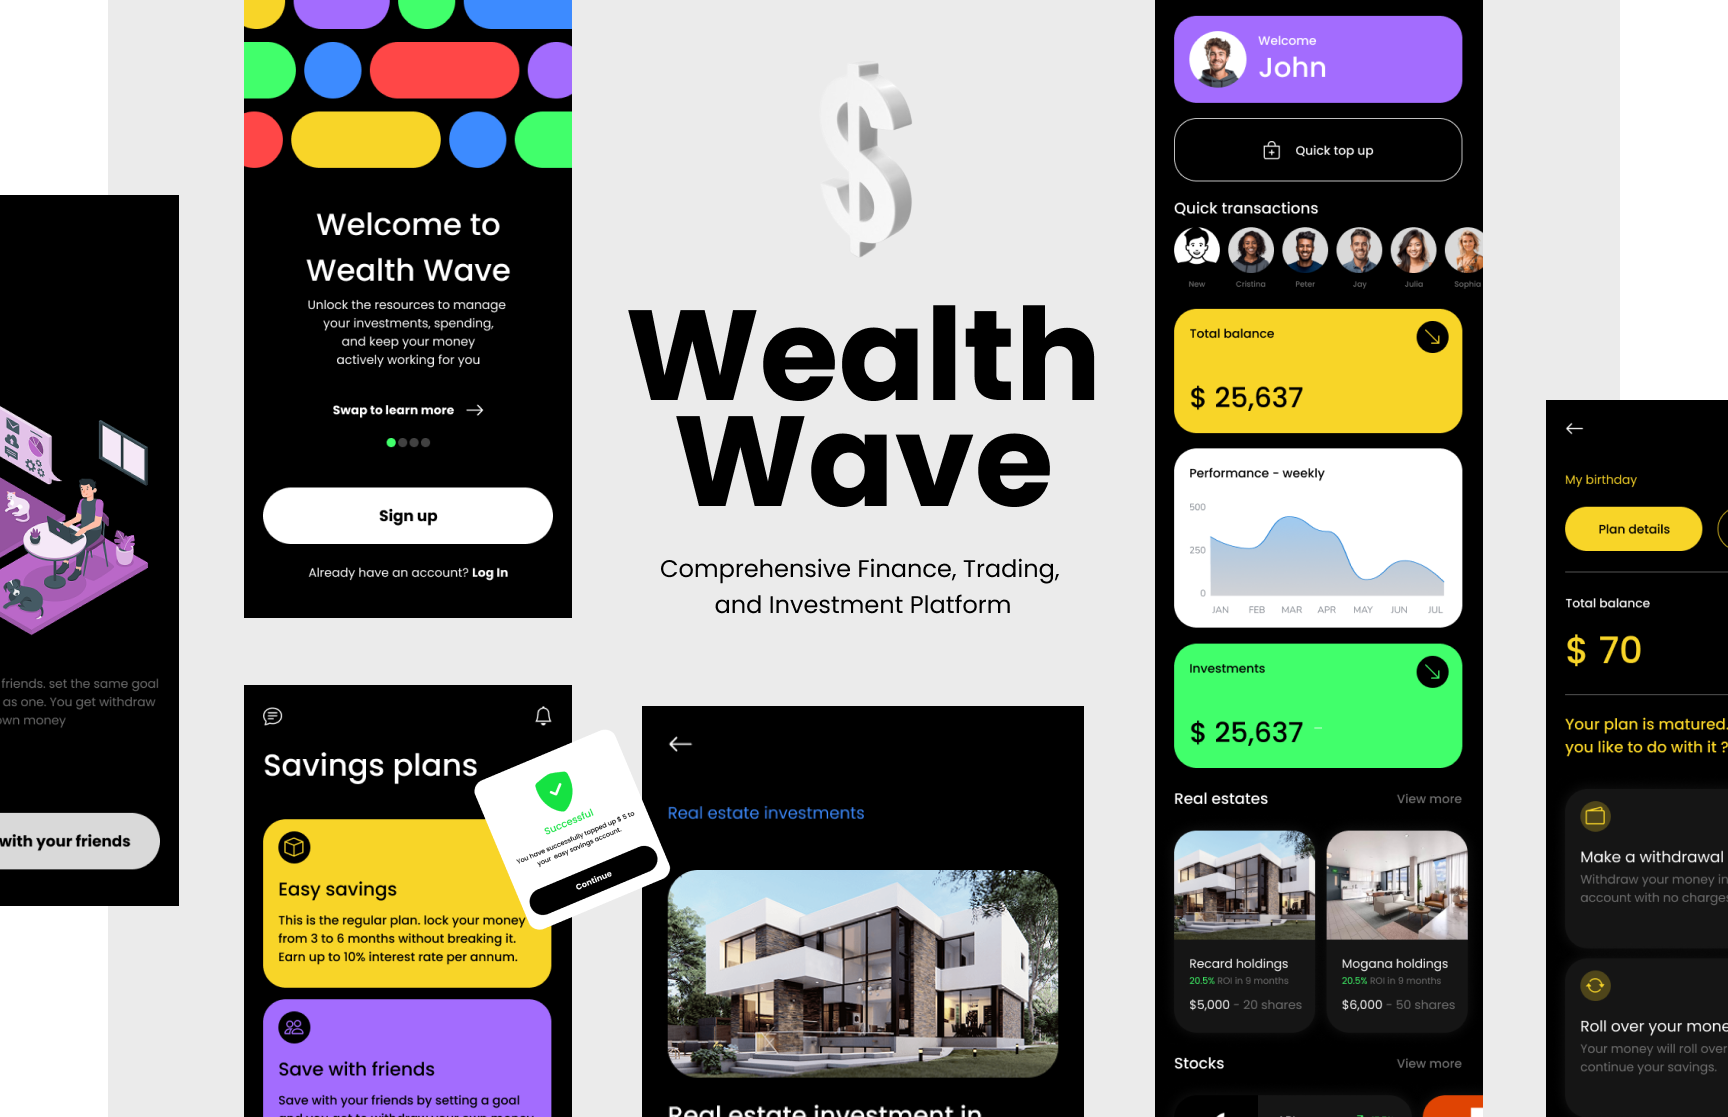 friends. set the same goal
as one. You get withdraw
own money
with your friends
Welcome to
Wealth Wave
Unlock the resources to manage
your investments, spending,
and keep your money
actively working for you
Swap to learn more
Sign up
Already have an account? Log In
Savings plans
Easy savings
This is the regular plan. lock your money
from 3 to 6 months without breaking it.
Earn up to 10% interest rate per annum.
Save with friends
Save with your friends by setting a goal
and you get to withdraw your own money
Successful
You have successfully topped up $ 5 to
your easy savings account.
Continue
$
Wealth
Wave
Comprehensive Finance, Trading,
and Investment Platform
Real estate investments
Real estate investment in
Welcome
John
Quick top up
Quick transactions
New Cristina Peter Jay Julia Sophia
Total balance
$ 25,637
Performance - weekly
500
250
0
JAN FEB MAR APR MAY JUN JUL
Investments
$ 25,637 -
Real estates View more
Recard holdings
20.5% ROI in 9 months
$5,000 - 20 shares
Mogana holdings
20.5% ROI in 9 months
$6,000 - 50 shares
Stocks View more
My birthday
Plan details
Total balance
$ 70
Your plan is matured.
you like to do with it ?
Make a withdrawal
Withdraw your money in
account with no charges
Roll over your mone
Your money will roll over
continue your savings.